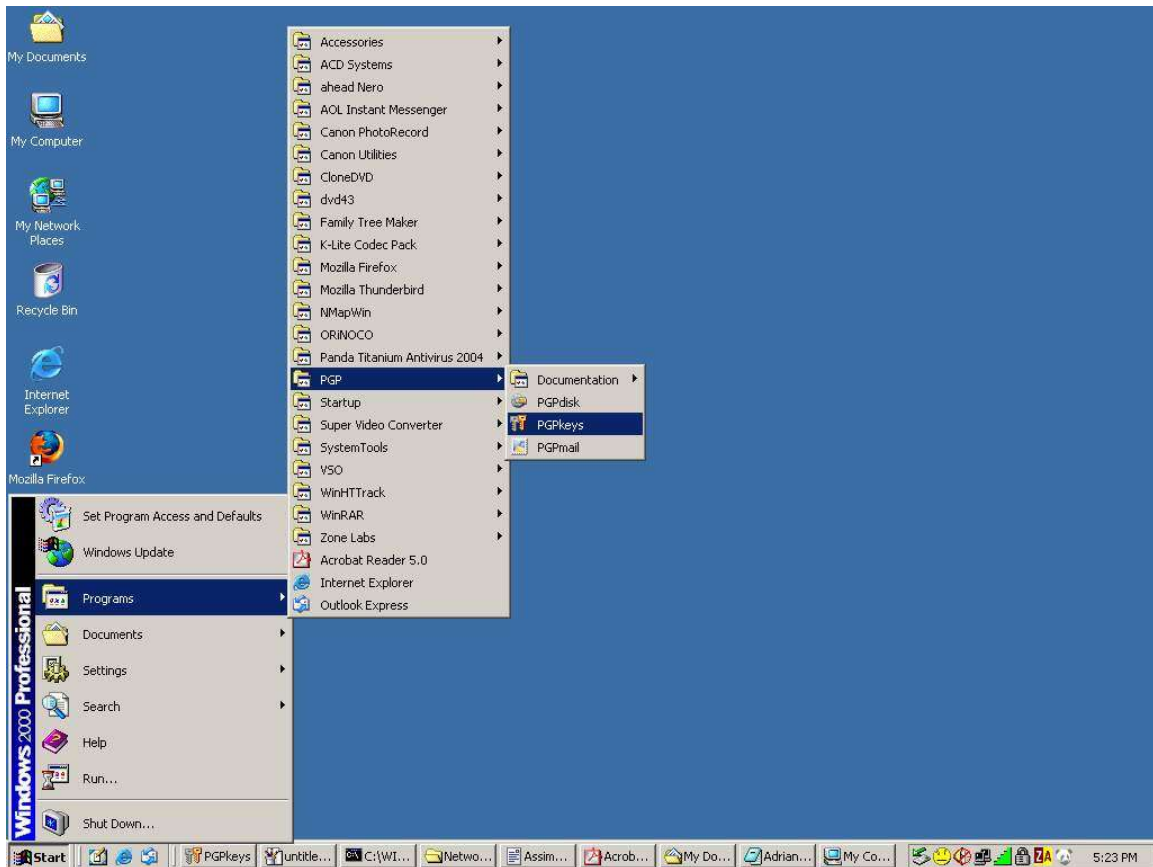 My Documents
My Computer
My Network
Places
Recycle Bin
Internet
Explorer
Mozilla Firefox
Accessories
ACD Systems
ahead Nero
AOL Instant Messenger
Canon PhotoRecord
Canon Utilities
CloneDVD
dvd43
Family Tree Maker
K-Lite Codec Pack
Mozilla Firefox
Mozilla Thunderbird
NMapWin
ORiNOCO
Panda Titanium Antivirus 2004
PGP
Startup
Super Video Converter
SystemTools
VSO
WinHTTrack
WinRAR
Zone Labs
Acrobat Reader 5.0
Internet Explorer
Outlook Express
Documentation
PGPdisk
PGPkeys
PGPmail
Windows 2000 Professional
Set Program Access and Defaults
Windows Update
Programs
Documents
Settings
Search
Help
Run...
Shut Down...
Start
PGPkeys
untitle...
C:\WI...
Netwo...
Assim...
Acrob...
My Do...
Adrian...
My Co...
ZA
5:23 PM